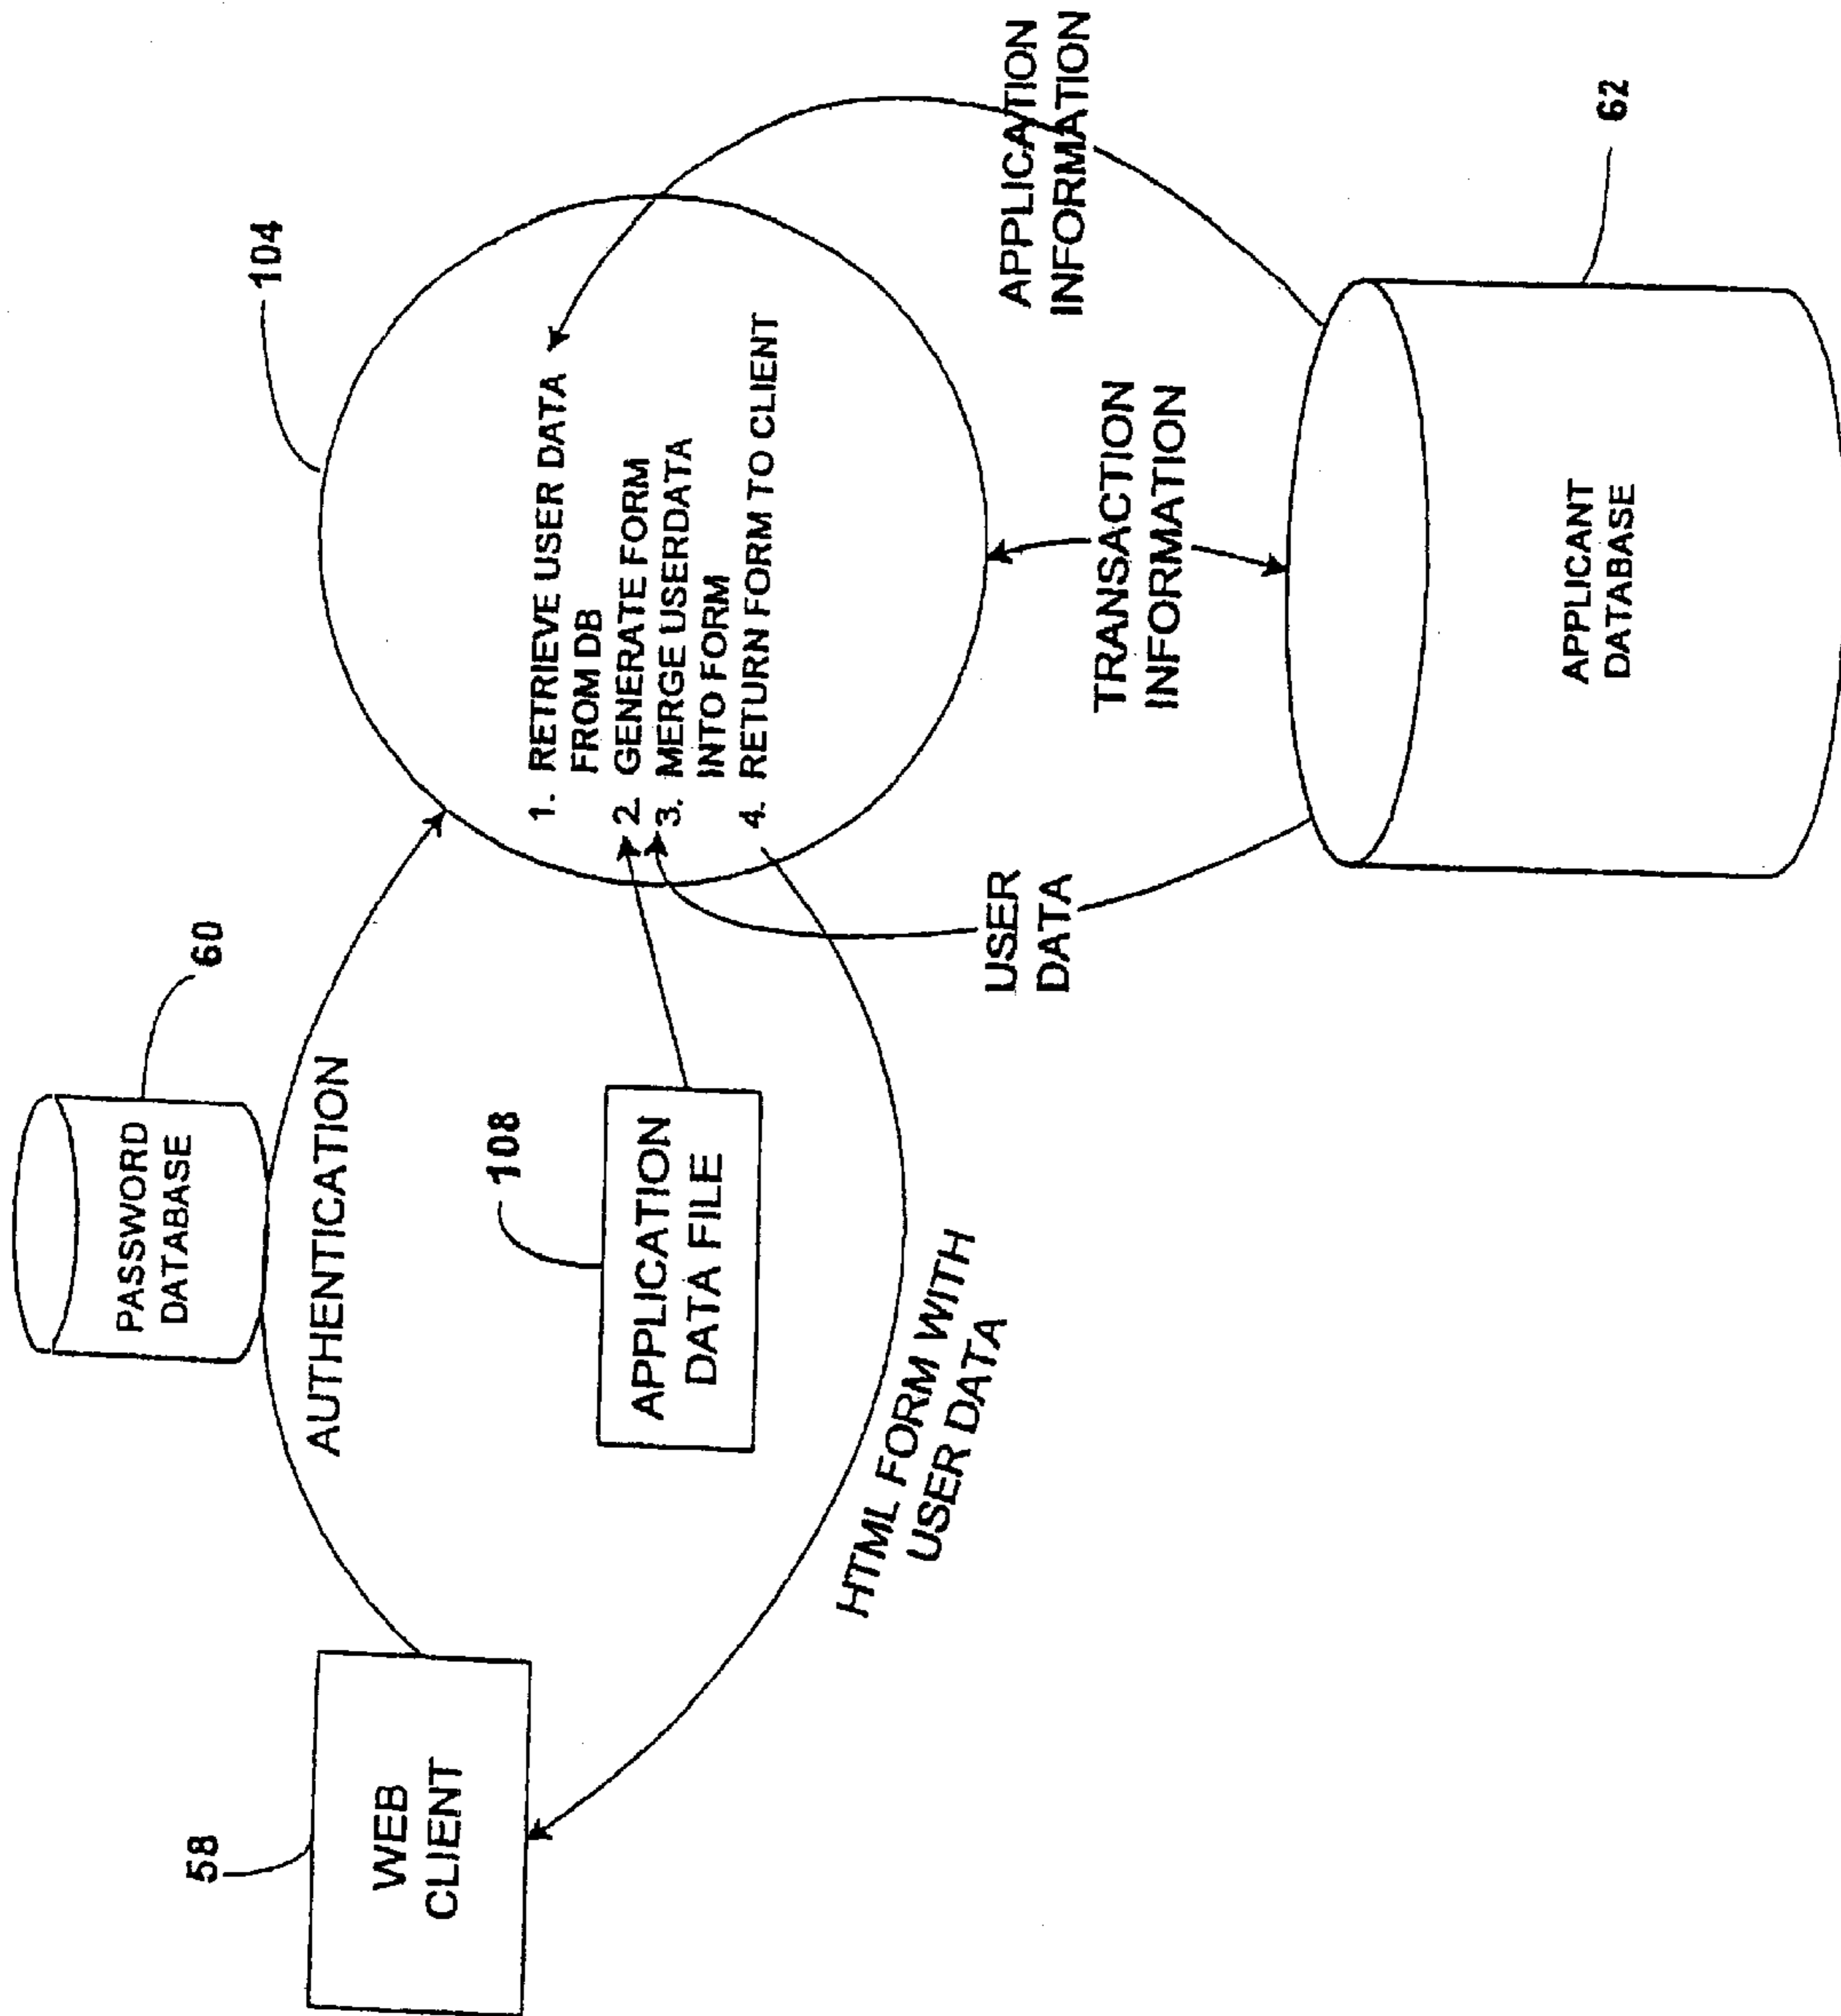 58
WEB
CLIENT
60
PASSWORD
DATABASE
AUTHENTICATION
108
APPLICATION
DATA FILE
HTML FORM WITH
USER DATA
104
1. RETRIEVE USER DATA
FROM DB
2. GENERATE FORM
3. MERGE USERDATA
INTO FORM
4. RETURN FORM TO CLIENT
USER
DATA
TRANSACTION
INFORMATION
APPLICATION
INFORMATION
62
APPLICANT
DATABASE